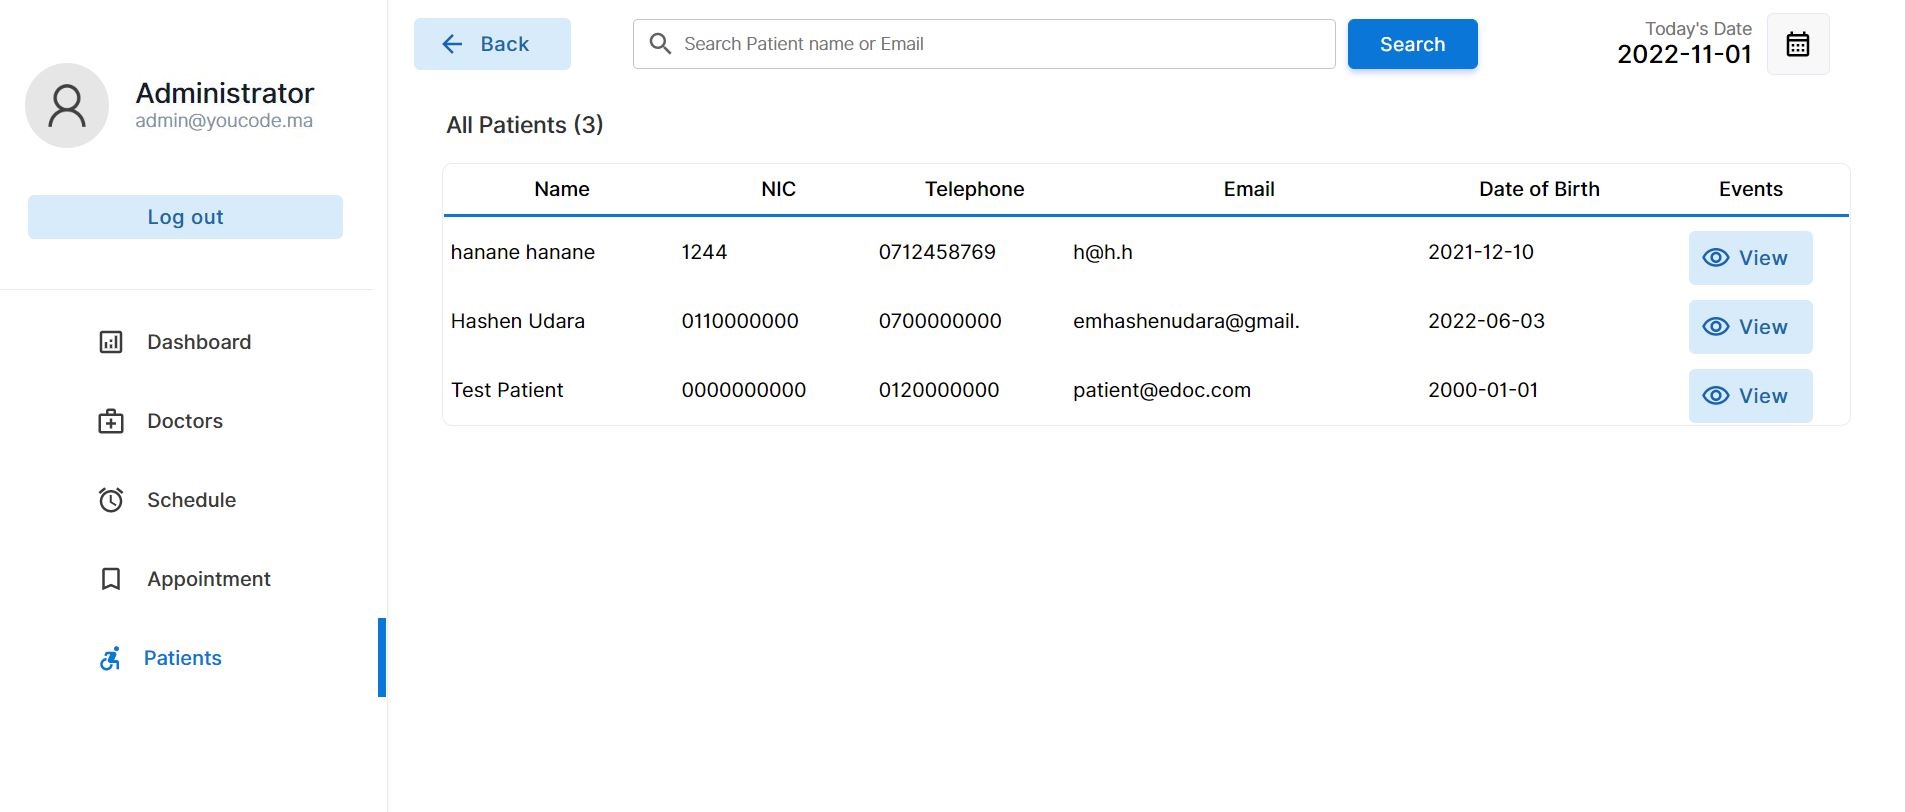 Administrator
admin@youcode.ma
Log out
Dashboard
Doctors
Schedule
Appointment
Patients
Back
Search Patient name or Email
Search
Today's Date
2022-11-01
All Patients (3)
Name NIC Telephone Email Date of Birth Events
hanane hanane 1244 0712458769 h@h.h 2021-12-10 View
Hashen Udara 0110000000 0700000000 emhashenudara@gmail. 2022-06-03 View
Test Patient 0000000000 0120000000 patient@edoc.com 2000-01-01 View